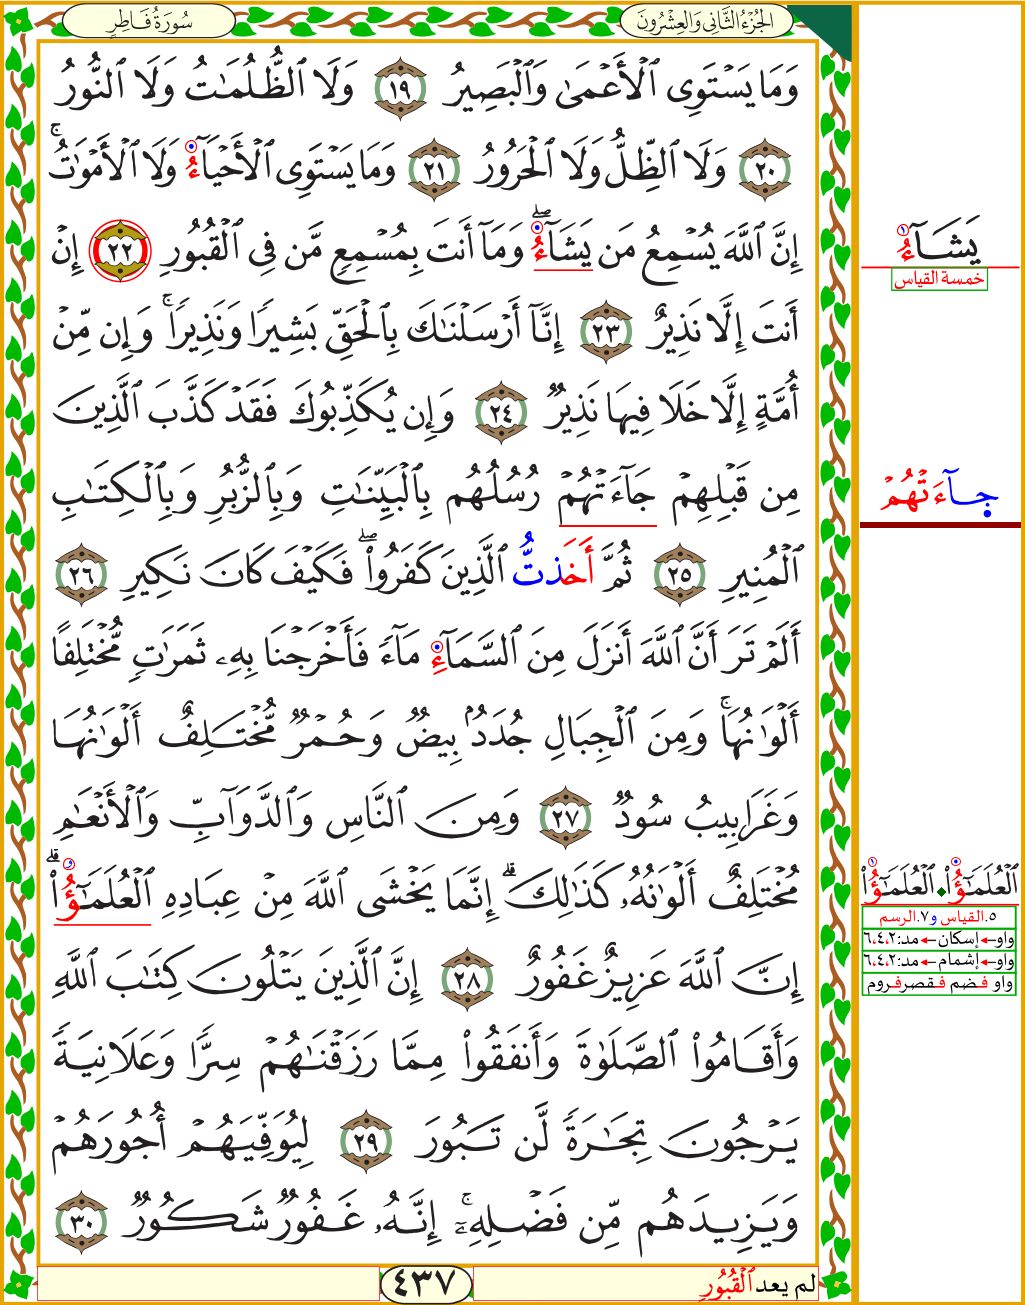 سُورَةُ فَاطِرٍ
الجُزْءُ الثَّانِي وَالعِشْرُونَ
وَمَا يَسْتَوِى ٱلْأَعْمَىٰ وَٱلْبَصِيرُ ١٩ وَلَا ٱلظُّلُمَٰتُ وَلَا ٱلنُّورُ
٢٠ وَلَا ٱلظِّلُّ وَلَا ٱلْحَرُورُ ٢١ وَمَا يَسْتَوِى ٱلْأَحْيَآءُ وَلَا ٱلْأَمْوَٰتُۚ
إِنَّ ٱللَّهَ يُسْمِعُ مَن يَشَآءُۖ وَمَآ أَنتَ بِمُسْمِعٍ مَّن فِى ٱلْقُبُورِ ٢٢ إِنْ
أَنتَ إِلَّا نَذِيرٌ ٢٣ إِنَّآ أَرْسَلْنَٰكَ بِٱلْحَقِّ بَشِيرًا وَنَذِيرًاۚ وَإِن مِّنْ
أُمَّةٍ إِلَّا خَلَا فِيهَا نَذِيرٌ ٢٤ وَإِن يُكَذِّبُوكَ فَقَدْ كَذَّبَ ٱلَّذِينَ
مِن قَبْلِهِمْ جَآءَتْهُمْ رُسُلُهُم بِٱلْبَيِّنَٰتِ وَبِٱلزُّبُرِ وَبِٱلْكِتَٰبِ
ٱلْمُنِيرِ ٢٥ ثُمَّ أَخَذتُّ ٱلَّذِينَ كَفَرُوا۟ۖ فَكَيْفَ كَانَ نَكِيرِ ٢٦
أَلَمْ تَرَ أَنَّ ٱللَّهَ أَنزَلَ مِنَ ٱلسَّمَآءِ مَآءً فَأَخْرَجْنَا بِهِۦ ثَمَرَٰتٍ مُّخْتَلِفًا
أَلْوَٰنُهَاۚ وَمِنَ ٱلْجِبَالِ جُدَدٌۢ بِيضٌ وَحُمْرٌ مُّخْتَلِفٌ أَلْوَٰنُهَا
وَغَرَابِيبُ سُودٌ ٢٧ وَمِنَ ٱلنَّاسِ وَٱلدَّوَآبِّ وَٱلْأَنْعَٰمِ
مُخْتَلِفٌ أَلْوَٰنُهُۥ كَذَٰلِكَۗ إِنَّمَا يَخْشَى ٱللَّهَ مِنْ عِبَادِهِ ٱلْعُلَمَٰٓؤُا۟ۗ
إِنَّ ٱللَّهَ عَزِيزٌ غَفُورٌ ٢٨ إِنَّ ٱلَّذِينَ يَتْلُونَ كِتَٰبَ ٱللَّهِ
وَأَقَامُوا۟ ٱلصَّلَوٰةَ وَأَنفَقُوا۟ مِمَّا رَزَقْنَٰهُمْ سِرًّا وَعَلَانِيَةً
يَرْجُونَ تِجَٰرَةً لَّن تَبُورَ ٢٩ لِيُوَفِّيَهُمْ أُجُورَهُمْ
وَيَزِيدَهُم مِّن فَضْلِهِۦٓۚ إِنَّهُۥ غَفُورٌ شَكُورٌ ٣٠
يَشَآءُ
خمسة القياس
جَآءَتْهُمْ
ٱلْعُلَمَٰٓؤُا۟ ٱلْعُلَمَٰٓؤُا۟
٥.القياس و٧.الرسم
واو←إسكان←مد:٦،٤،٢
واو←إشمام←مد:٦،٤،٢
واو فضم فقصرفروم
لم يعد ٱلْقُبُورِ
٤٣٧